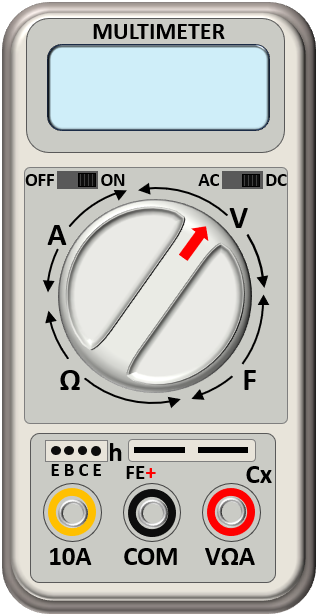 MULTIMETER
OFF ON AC DC
A V
Ω F
h
E B C E FE+ Cx
10A COM VΩA